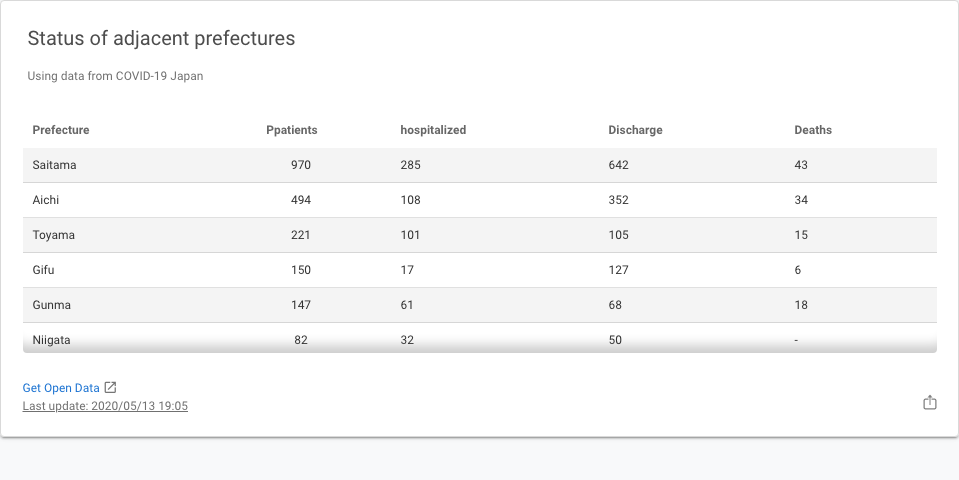 Status of adjacent prefectures
Using data from COVID-19 Japan
Prefecture Ppatients hospitalized Discharge Deaths
Saitama 970 285 642 43
Aichi 494 108 352 34
Toyama 221 101 105 15
Gifu 150 17 127 6
Gunma 147 61 68 18
Niigata 82 32 50 -
Get Open Data
Last update: 2020/05/13 19:05